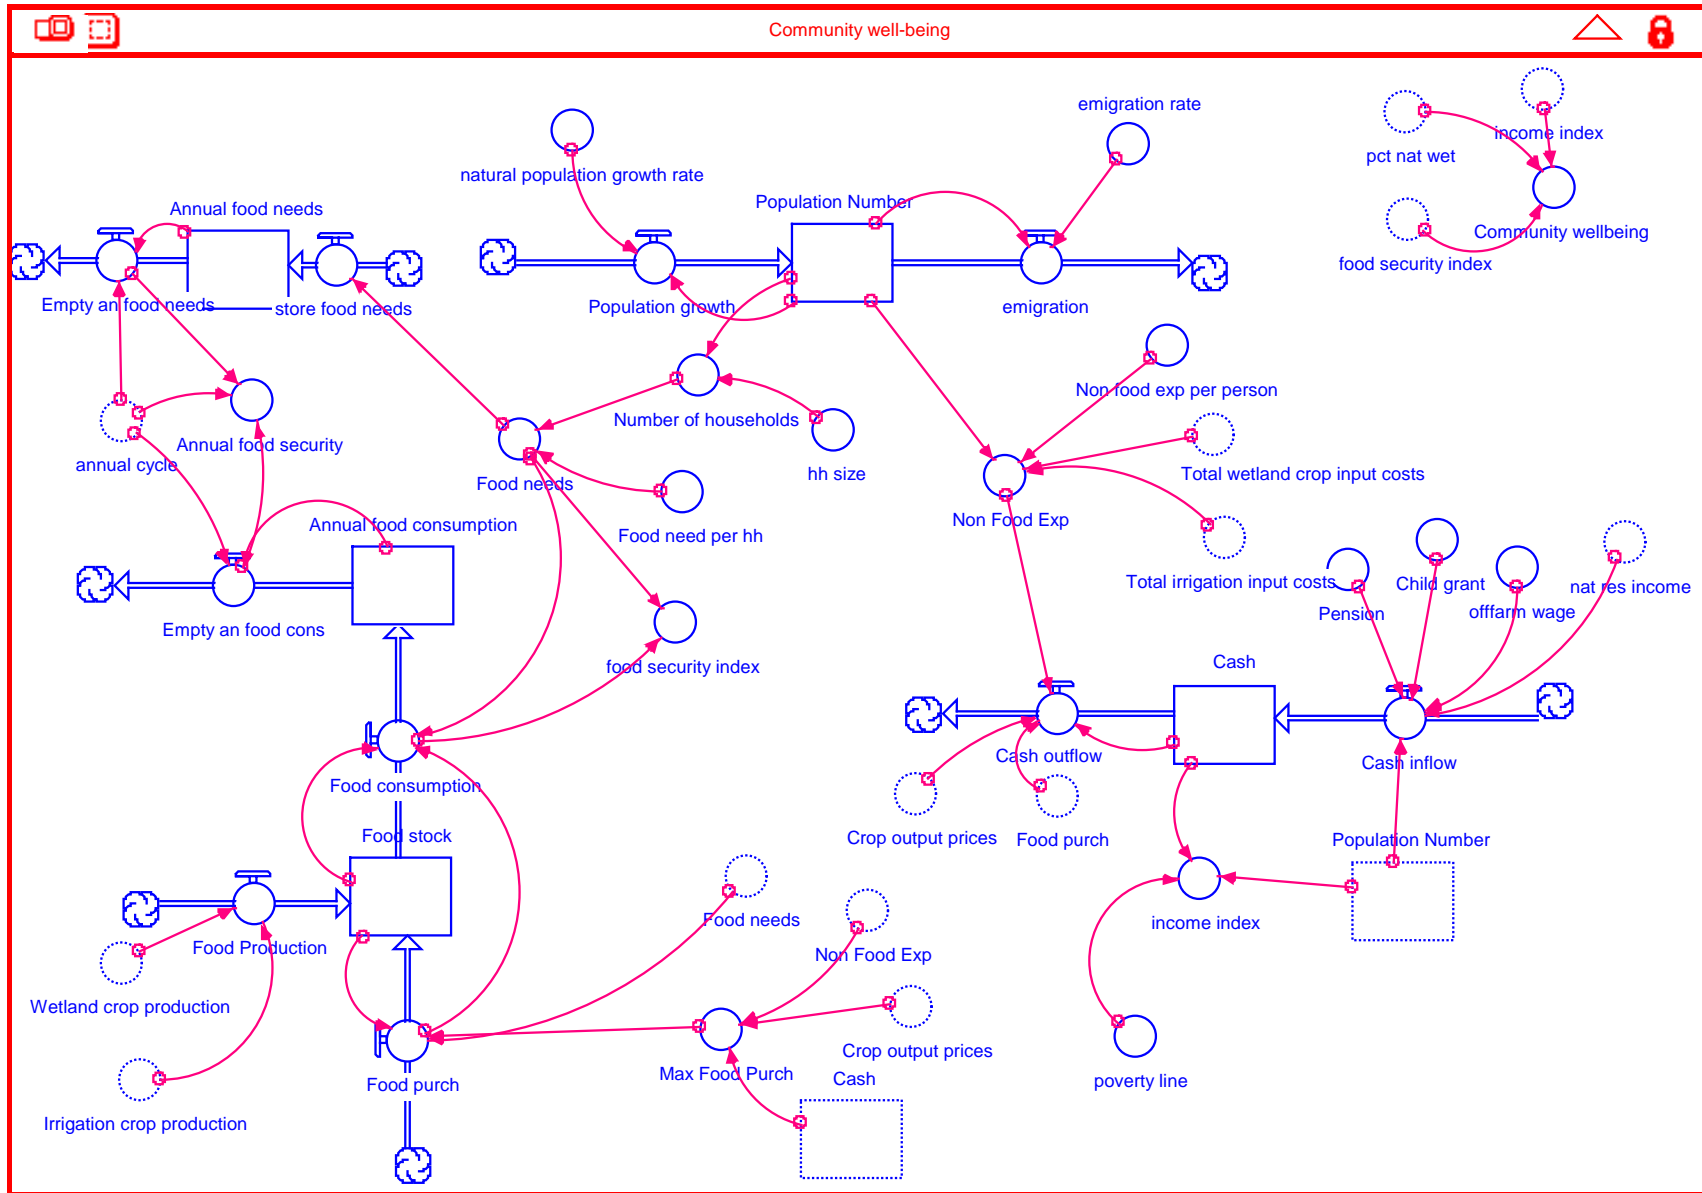 Community well-being
emigration rate
income index
pct nat wet
natural population growth rate
Annual food needs
Population Number
Community wellbeing
food security index
Empty an food needs
store food needs
Population growth
emigration
Non food exp per person
Number of households
Annual food security
annual cycle
hh size
Total wetland crop input costs
Food needs
Annual food consumption
Non Food Exp
Food need per hh
Total irrigation input costs
Child grant
nat res income
offfarm wage
Pension
Empty an food cons
food security index
Cash
Cash outflow
Cash inflow
Food consumption
Food stock
Crop output prices
Food purch
Population Number
Food needs
income index
Food Production
Non Food Exp
Wetland crop production
Crop output prices
Max Food Purch
Cash
Food purch
poverty line
Irrigation crop production